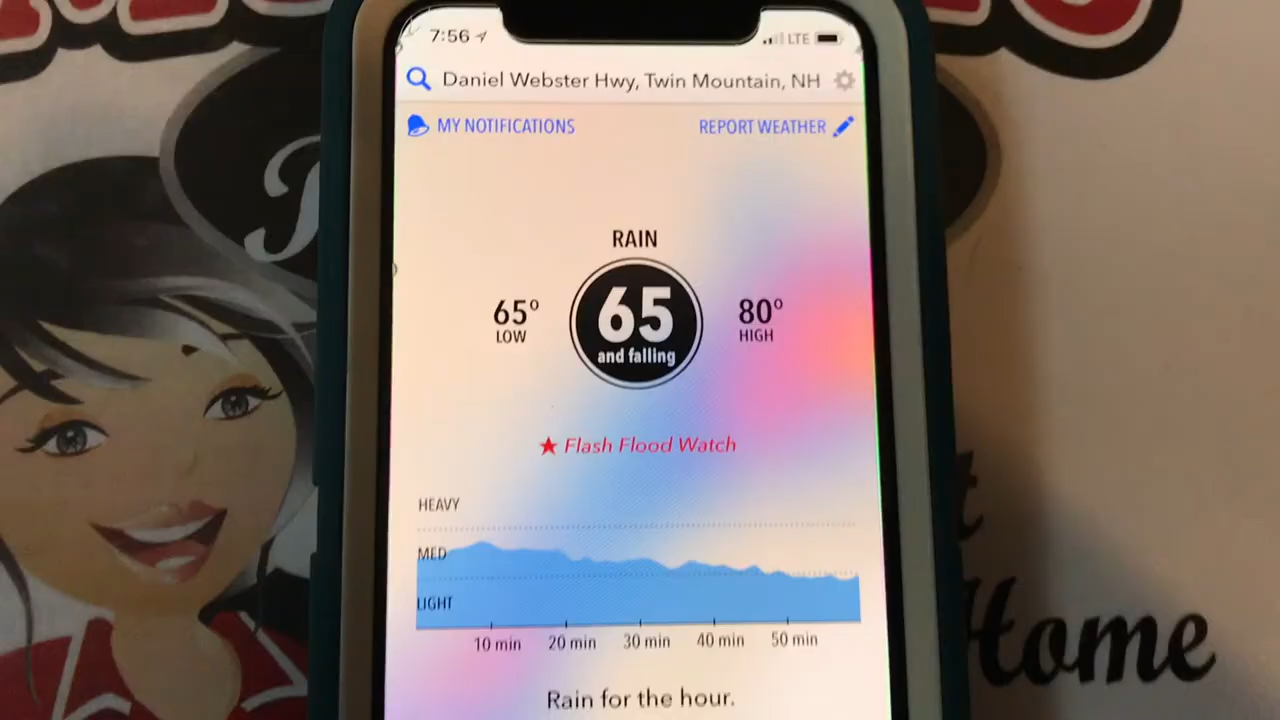 7:56
LTE
Daniel Webster Hwy, Twin Mountain, NH
MY NOTIFICATIONS
REPORT WEATHER
RAIN
65°
LOW
65
and falling
80°
HIGH
Flash Flood Watch
HEAVY
MED
LIGHT
10 min
20 min
30 min
40 min
50 min
Rain for the hour.
Home